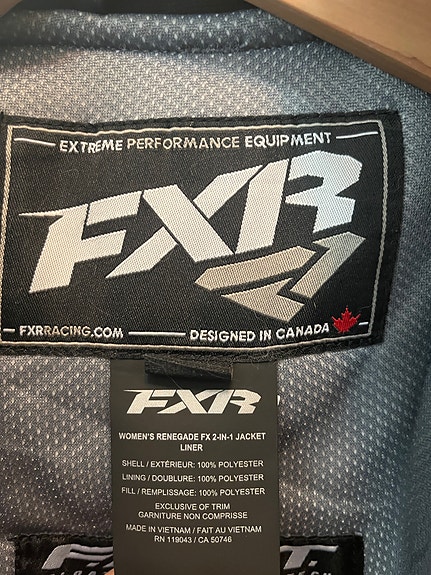 EXTREME PERFORMANCE EQUIPMENT
FXR
FXRRACING.COM DESIGNED IN CANADA
FXR
WOMEN'S RENEGADE FX 2-IN-1 JACKET
LINER
SHELL / EXTÉRIEUR: 100% POLYESTER
LINING / DOUBLURE: 100% POLYESTER
FILL / REMPLISSAGE: 100% POLYESTER
EXCLUSIVE OF TRIM
GARNITURE NON COMPRISE
MADE IN VIETNAM / FAIT AU VIETNAM
RN 119043 / CA 50746